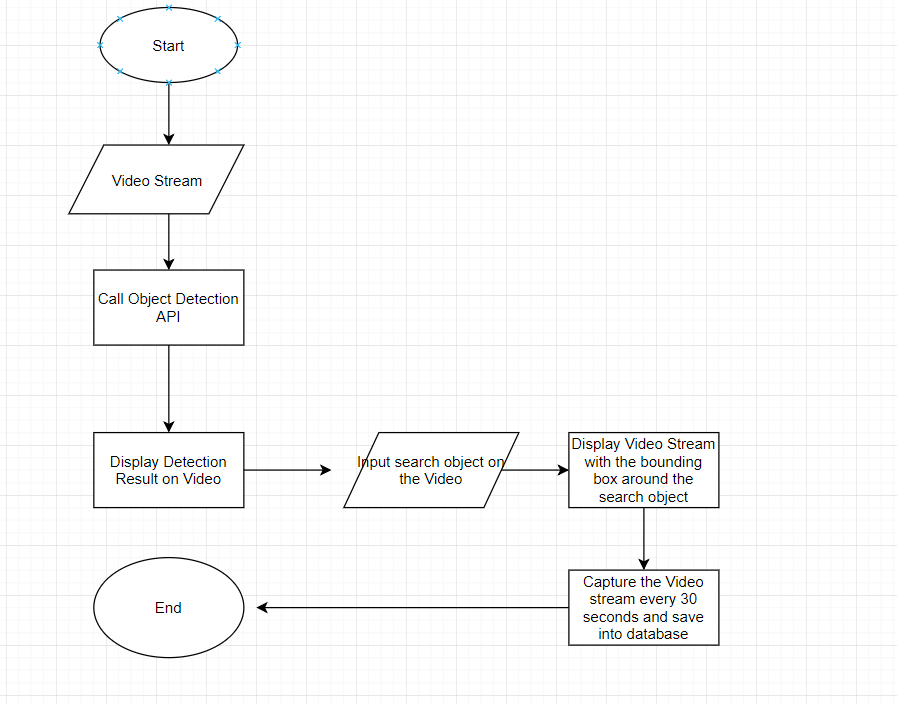 Start
Video Stream
Call Object Detection
API
Display Detection
Result on Video
Input search object on
the Video
Display Video Stream
with the bounding
box around the
search object
Capture the Video
stream every 30
seconds and save
into database
End